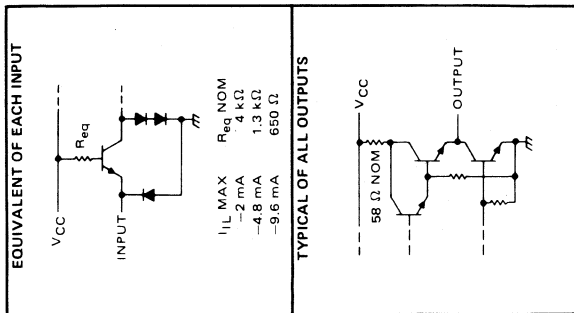 EQUIVALENT OF EACH INPUT
VCC
Req
INPUT
IIL MAX Req NOM
−2 mA 4 kΩ
−4.8 mA 1.3 kΩ
−9.6 mA 650 Ω
TYPICAL OF ALL OUTPUTS
VCC
58 Ω NOM
OUTPUT